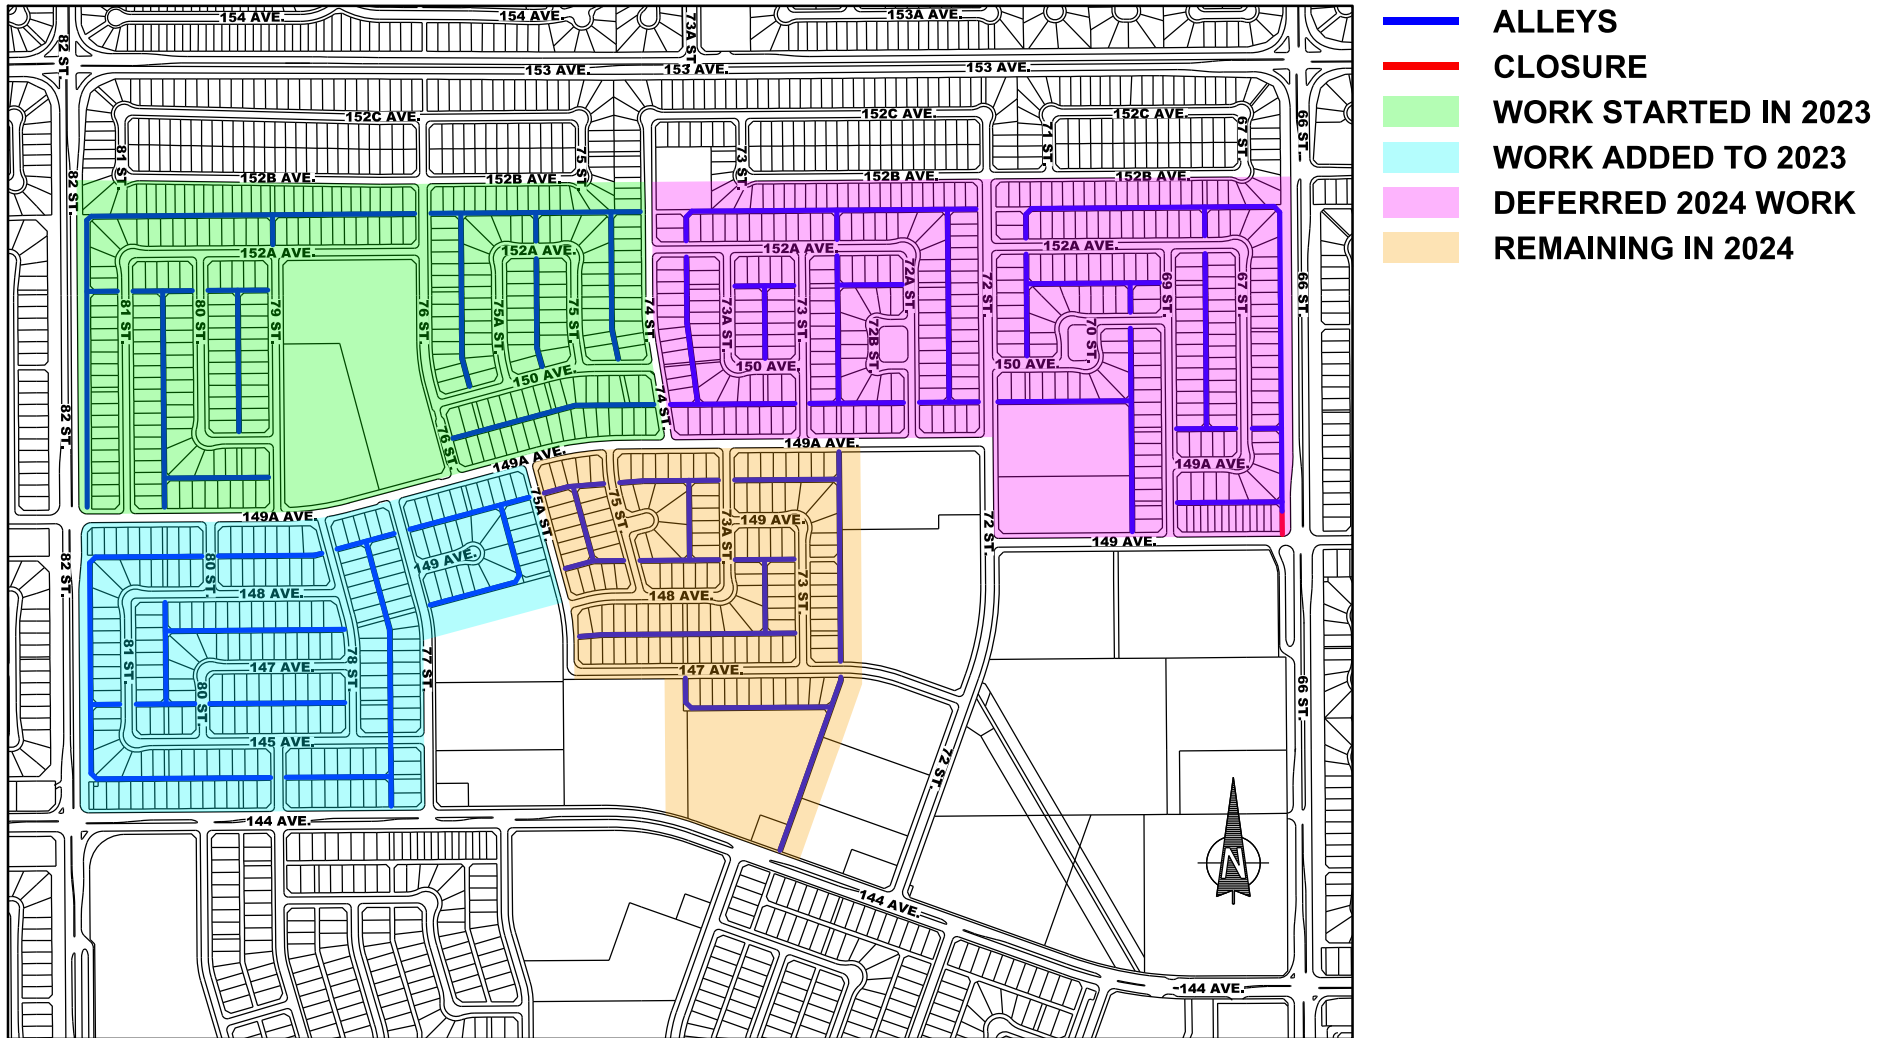 154 AVE.
154 AVE.
153A AVE.
73A ST.
82 ST.
153 AVE.
153 AVE.
153 AVE.
152C AVE.
152C AVE.
152C AVE.
66 ST.
81 ST.
75 ST.
73 ST.
71 ST.
67 ST.
82 ST.
152B AVE.
152B AVE.
152B AVE.
152B AVE.
152A AVE.
152A AVE.
152A AVE.
152A AVE.
81 ST.
80 ST.
79 ST.
76 ST.
75A ST.
75 ST.
74 ST.
73A ST.
73 ST.
72B ST.
72A ST.
72 ST.
70 ST.
69 ST.
67 ST.
66 ST.
150 AVE.
150 AVE.
150 AVE.
82 ST.
76 ST.
74 ST.
149A AVE.
149A AVE.
149A AVE.
149A AVE.
82 ST.
75A ST.
75 ST.
73A ST.
149 AVE.
72 ST.
149 AVE.
80 ST.
149 AVE.
148 AVE.
148 AVE.
73 ST.
81 ST.
78 ST.
77 ST.
147 AVE.
147 AVE.
80 ST.
66 ST.
145 AVE.
72 ST.
144 AVE.
144 AVE.
144 AVE.
N
ALLEYS
CLOSURE
WORK STARTED IN 2023
WORK ADDED TO 2023
DEFERRED 2024 WORK
REMAINING IN 2024